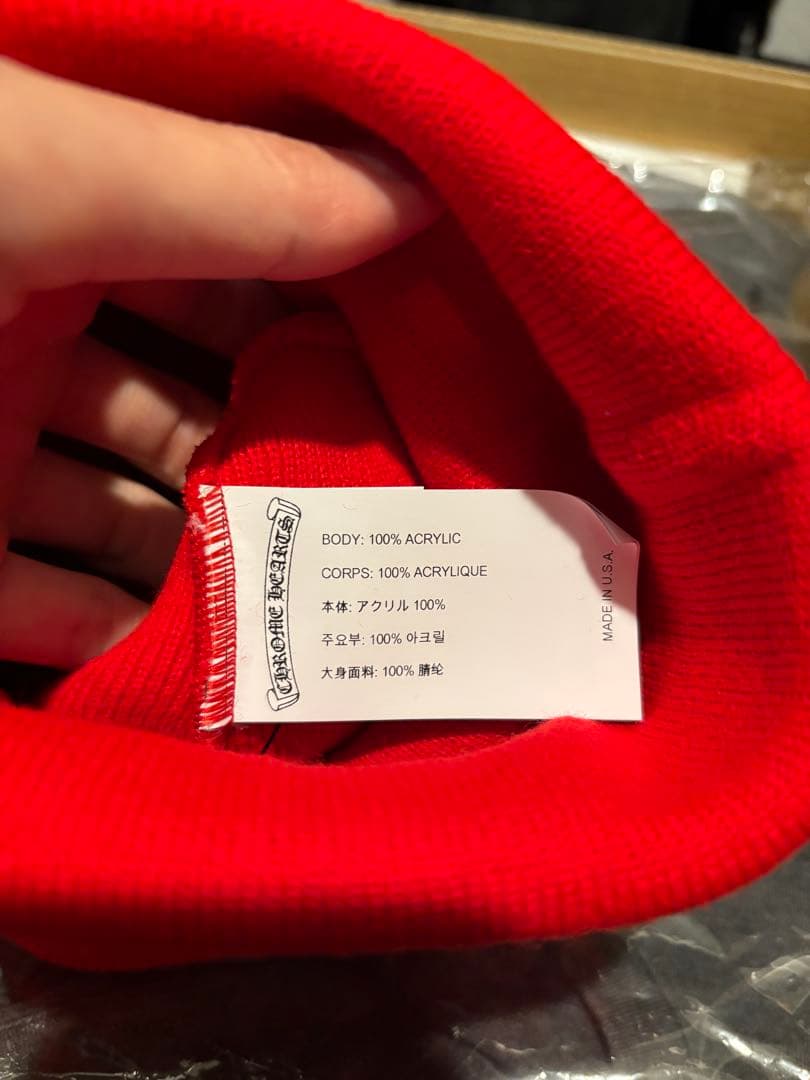 CHROME HEARTS
BODY: 100% ACRYLIC
CORPS: 100% ACRYLIQUE
本体: アクリル 100%
주요부: 100% 아크릴
大身面料: 100% 腈纶
MADE IN U.S.A.